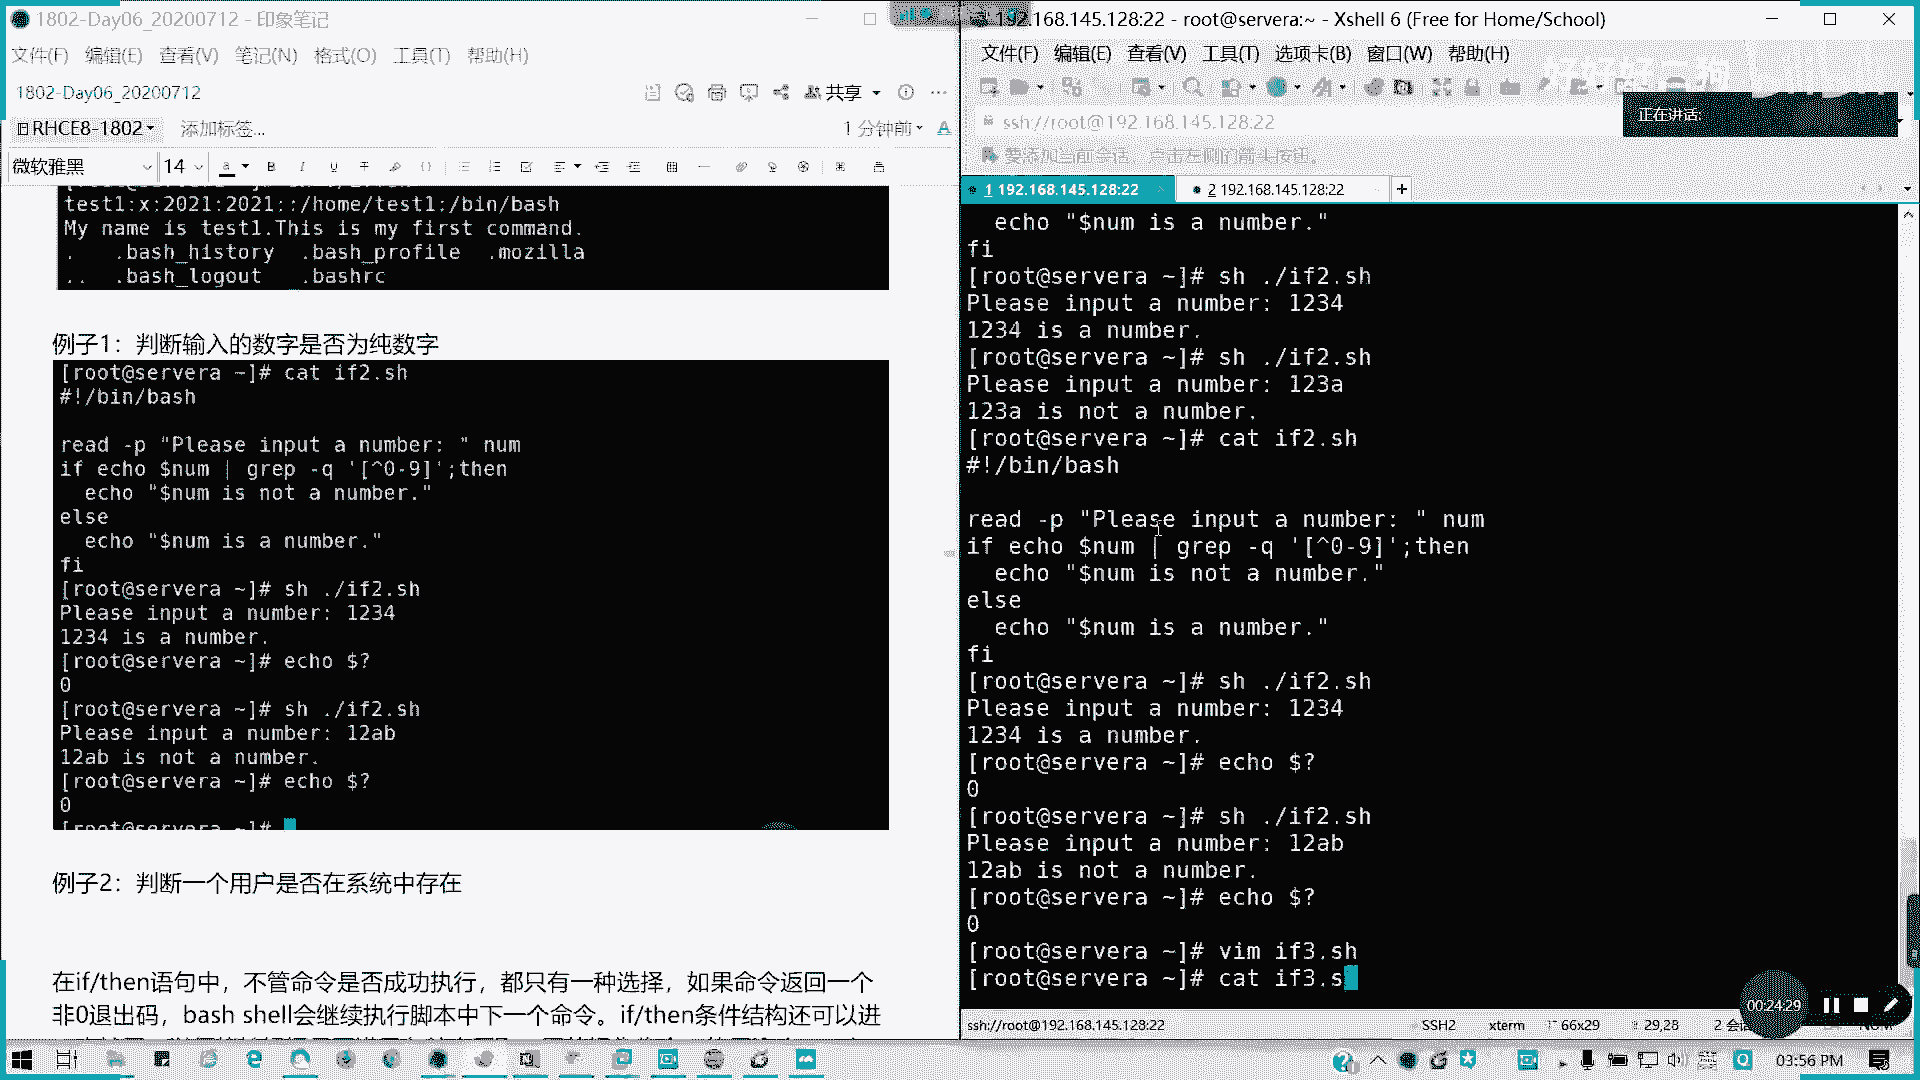 1802-Day06_20200712 - 印象笔记
文件(F) 编辑(E) 查看(V) 笔记(N) 格式(O) 工具(T) 帮助(H)
1802-Day06_20200712
共享
RHCE8-1802
添加标签...
1 分钟前
微软雅黑
14
test1:x:2021:2021::/home/test1:/bin/bash
My name is test1.This is my first command.
.   .bash_history  .bash_profile  .mozilla
..  .bash_logout   .bashrc
例子1：判断输入的数字是否为纯数字
[root@servera ~]# cat if2.sh
#!/bin/bash
read -p "Please input a number: " num
if echo $num | grep -q '[^0-9]';then
  echo "$num is not a number."
else
  echo "$num is a number."
fi
[root@servera ~]# sh ./if2.sh
Please input a number: 1234
1234 is a number.
[root@servera ~]# echo $?
0
[root@servera ~]# sh ./if2.sh
Please input a number: 12ab
12ab is not a number.
[root@servera ~]# echo $?
0
[root@servera ~]#
例子2：判断一个用户是否在系统中存在
在if/then语句中，不管命令是否成功执行，都只有一种选择，如果命令返回一个
非0退出码，bash shell会继续执行脚本中下一个命令。if/then条件结构还可以进
192.168.145.128:22 - root@servera:~ - Xshell 6 (Free for Home/School)
文件(F) 编辑(E) 查看(V) 工具(T) 选项卡(B) 窗口(W) 帮助(H)
正在讲话:
ssh://root@192.168.145.128:22
要添加当前会话，点击左侧的箭头按钮。
1 192.168.145.128:22
2 192.168.145.128:22
+
  echo "$num is a number."
fi
[root@servera ~]# sh ./if2.sh
Please input a number: 1234
1234 is a number.
[root@servera ~]# sh ./if2.sh
Please input a number: 123a
123a is not a number.
[root@servera ~]# cat if2.sh
#!/bin/bash
read -p "Please input a number: " num
if echo $num | grep -q '[^0-9]';then
  echo "$num is not a number."
else
  echo "$num is a number."
fi
[root@servera ~]# sh ./if2.sh
Please input a number: 1234
1234 is a number.
[root@servera ~]# echo $?
0
[root@servera ~]# sh ./if2.sh
Please input a number: 12ab
12ab is not a number.
[root@servera ~]# echo $?
0
[root@servera ~]# vim if3.sh
[root@servera ~]# cat if3.s
00:24:29
ssh://root@192.168.145.128:22
SSH2
xterm
66x29
29,28
03:56 PM